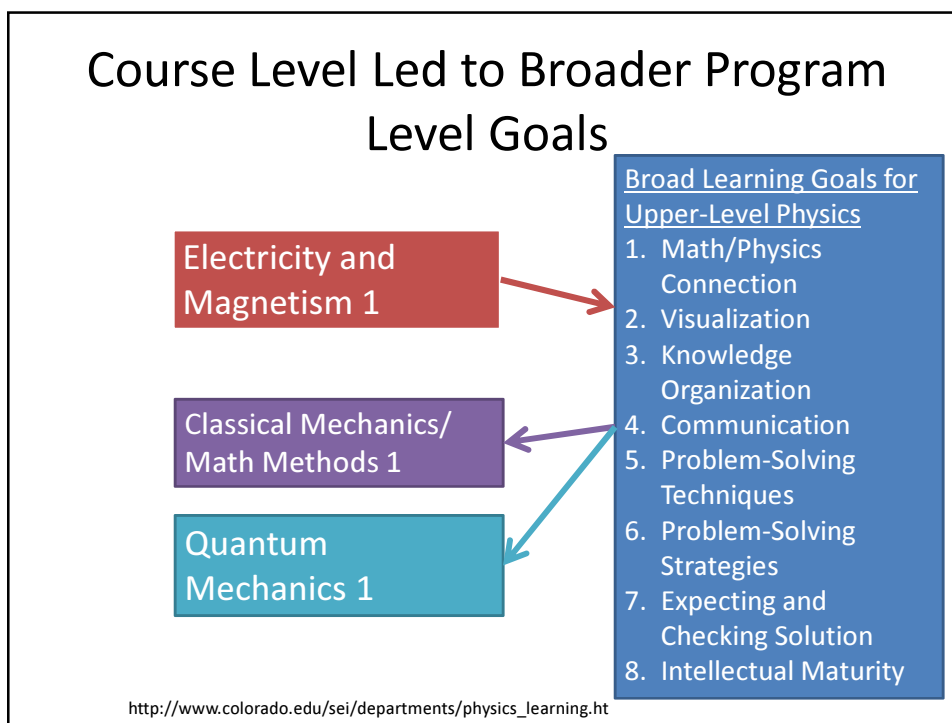 Course Level Led to Broader Program
Level Goals
Electricity and
Magnetism 1
Classical Mechanics/
Math Methods 1
Quantum
Mechanics 1
Broad Learning Goals for
Upper-Level Physics
1. Math/Physics
Connection
2. Visualization
3. Knowledge
Organization
4. Communication
5. Problem-Solving
Techniques
6. Problem-Solving
Strategies
7. Expecting and
Checking Solution
8. Intellectual Maturity
http://www.colorado.edu/sei/departments/physics_learning.ht